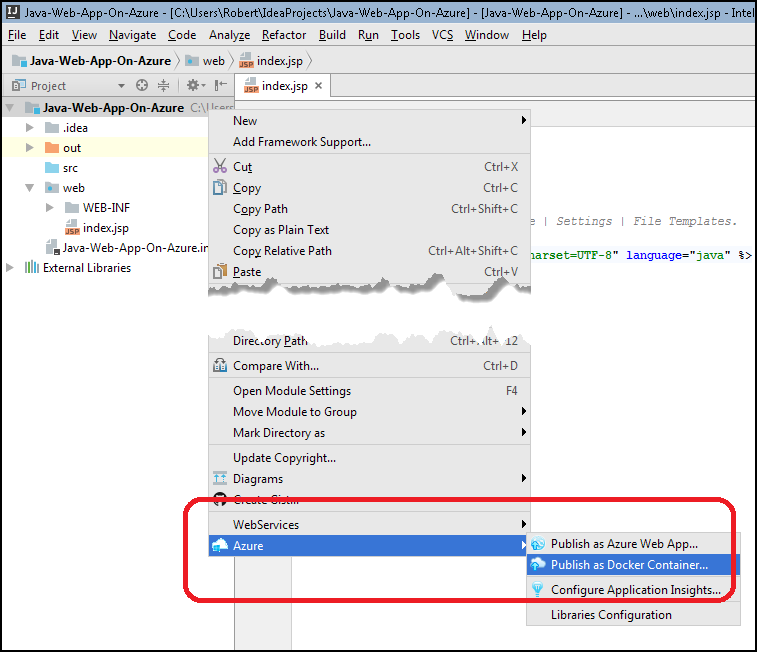 Java-Web-App-On-Azure - [C:\Users\Robert\IdeaProjects\Java-Web-App-On-Azure] - [Java-Web-App-On-Azure] - ...\web\index.jsp - Intel
File Edit View Navigate Code Analyze Refactor Build Run Tools VCS Window Help
Java-Web-App-On-Azure web index.jsp
Project index.jsp
Java-Web-App-On-Azure C:\Users
.idea
out
src
web
WEB-INF
index.jsp
Java-Web-App-On-Azure.im
External Libraries
New
Add Framework Support...
Cut Ctrl+X
Copy Ctrl+C
Copy Path Ctrl+Shift+C
Copy as Plain Text
Copy Relative Path Ctrl+Alt+Shift+C
Paste Ctrl+V
| Settings | File Templates.
harset=UTF-8" language="java" %>
Directory Path Ctrl+Alt+ 12
Compare With... Ctrl+D
Open Module Settings F4
Move Module to Group
Mark Directory as
Update Copyright...
Diagrams
Create Gist...
WebServices
Azure
Publish as Azure Web App...
Publish as Docker Container...
Configure Application Insights...
Libraries Configuration